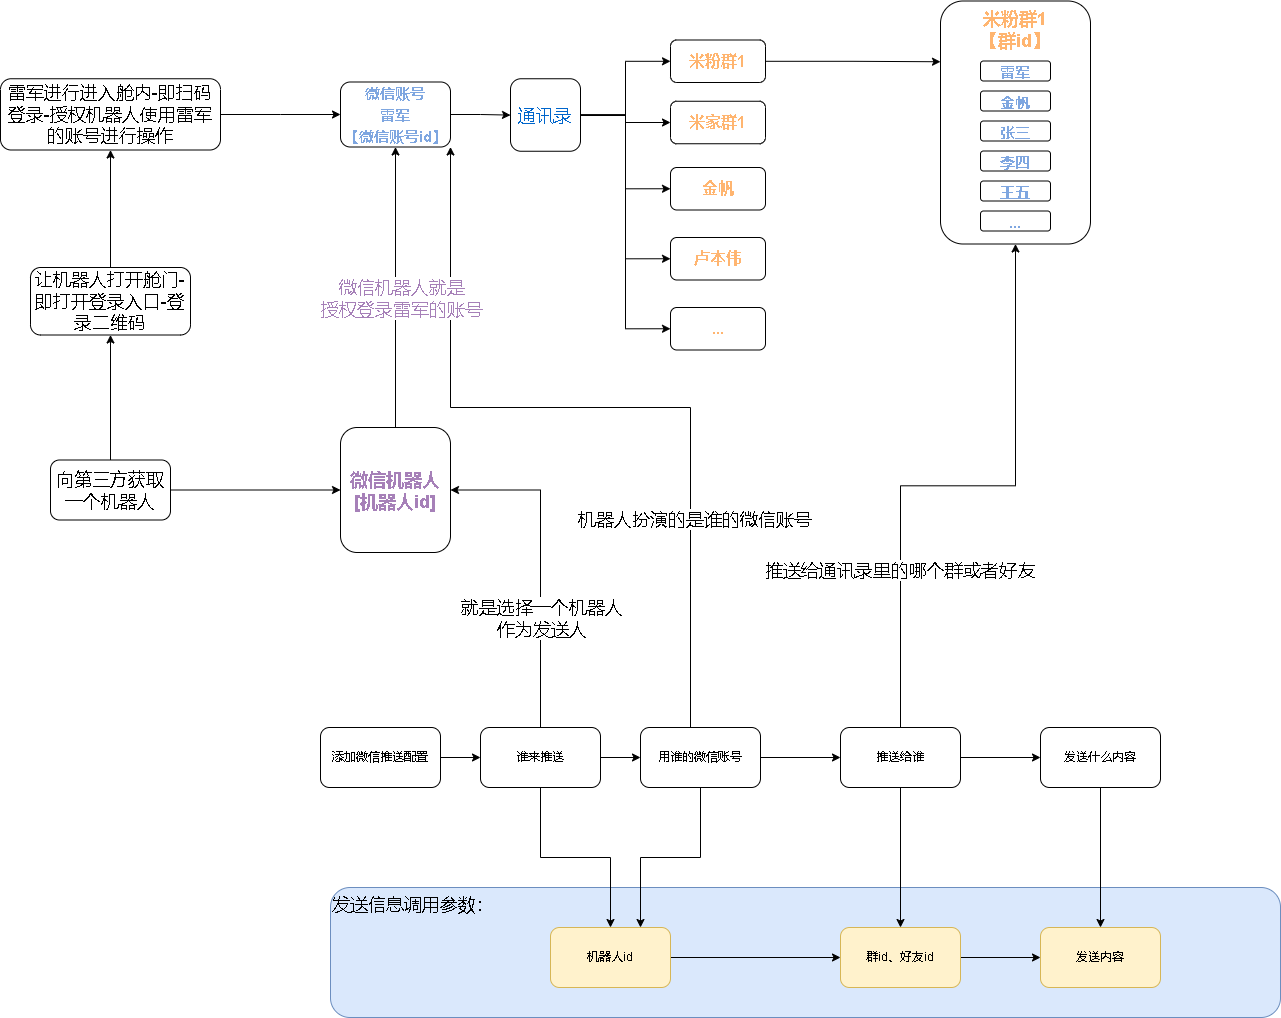 米粉群1
【群id】
雷军
金帆
张三
李四
王五
...
雷军进行进入舱内-即扫码
登录-授权机器人使用雷军
的账号进行操作
微信账号
雷军
【微信账号id】
通讯录
米粉群1
米家群1
金帆
卢本伟
...
让机器人打开舱门-
即打开登录入口-登
录二维码
微信机器人就是
授权登录雷军的账号
向第三方获取
一个机器人
微信机器人
[机器人id]
机器人扮演的是谁的微信账号
推送给通讯录里的哪个群或者好友
就是选择一个机器人
作为发送人
添加微信推送配置
谁来推送
用谁的微信账号
推送给谁
发送什么内容
发送信息调用参数：
机器人id
群id、好友id
发送内容